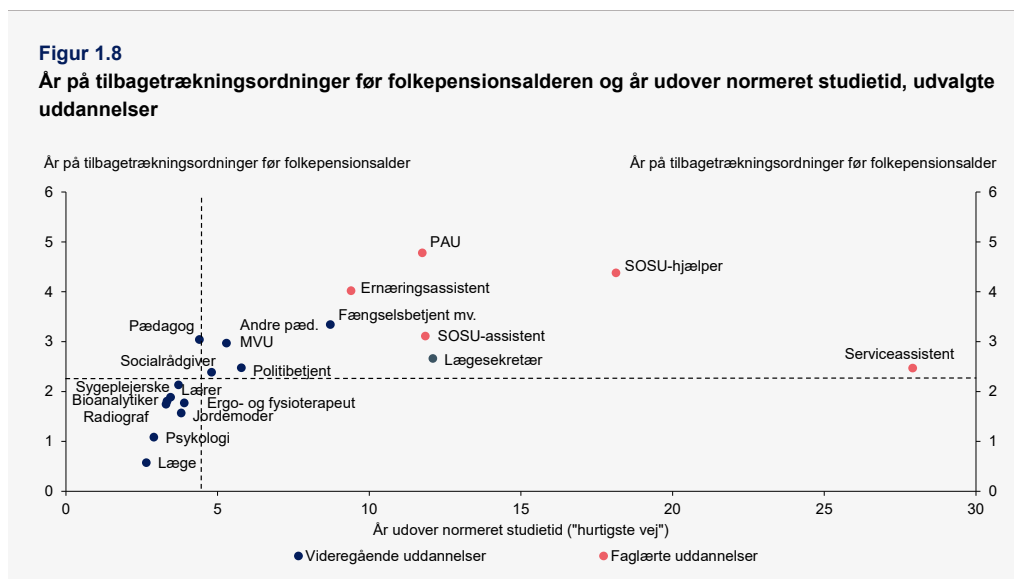 Figur 1.8
År på tilbagetrækningsordninger før folkepensionsalderen og år udover normeret studietid, udvalgte
uddannelser
År på tilbagetrækningsordninger før folkepensionsalder
År på tilbagetrækningsordninger før folkepensionsalder
6
6
5
5
4
4
3
3
2
2
1
1
0
0
PAU
SOSU-hjælper
Ernæringsassistent
Fængselsbetjent mv.
Pædagog
Andre pæd.
MVU
SOSU-assistent
Lægesekretær
Serviceassistent
Socialrådgiver
Politibetjent
Sygeplejerske
Lærer
Bioanalytiker
Ergo- og fysioterapeut
Radiograf
Jordemoder
Psykologi
Læge
0
5
10
15
20
25
30
År udover normeret studietid ("hurtigste vej")
Videregående uddannelser
Faglærte uddannelser